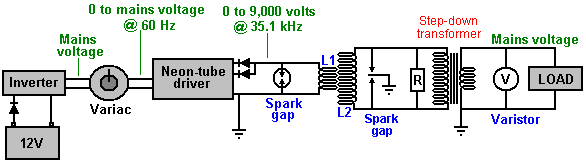 0 to mains voltage
@ 60 Hz
0 to 9,000 volts
@ 35.1 kHz
Step-down
transformer
Mains
voltage
Mains voltage
Inverter
Variac
Neon-tube
driver
L1
L2
R
V
LOAD
Spark
gap
Spark
gap
Varistor
12V